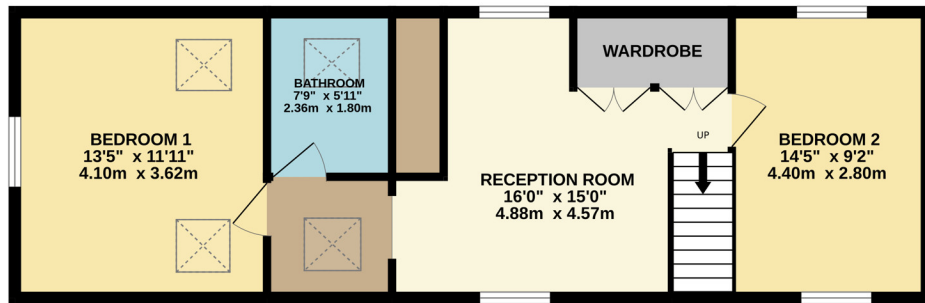 BEDROOM 1
13'5" x 11'11"
4.10m x 3.62m
BATHROOM
7'9" x 5'11"
2.36m x 1.80m
RECEPTION ROOM
16'0" x 15'0"
4.88m x 4.57m
WARDROBE
UP
BEDROOM 2
14'5" x 9'2"
4.40m x 2.80m